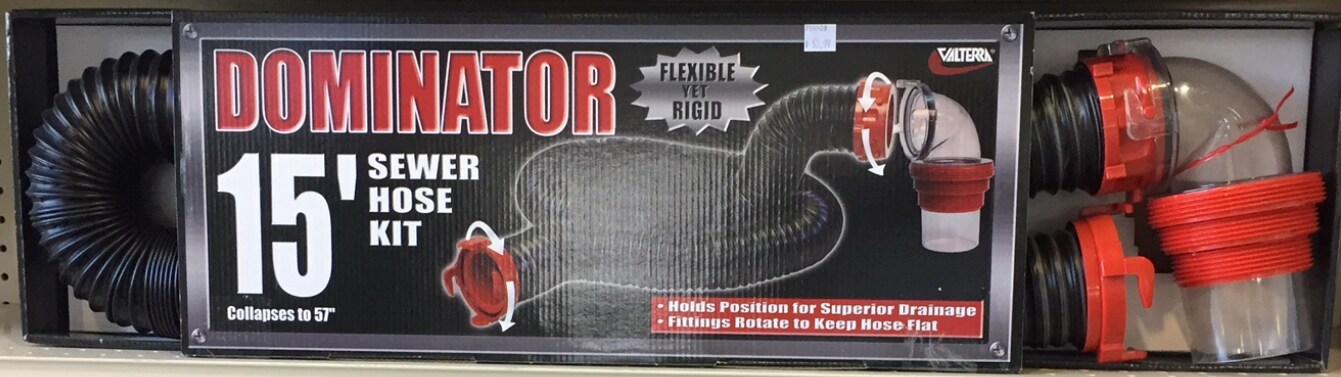 DOMINATOR
FLEXIBLE
YET
RIGID
VALTERRA
15'
SEWER
HOSE
KIT
Collapses to 57"
• Holds Position for Superior Drainage
• Fittings Rotate to Keep Hose Flat